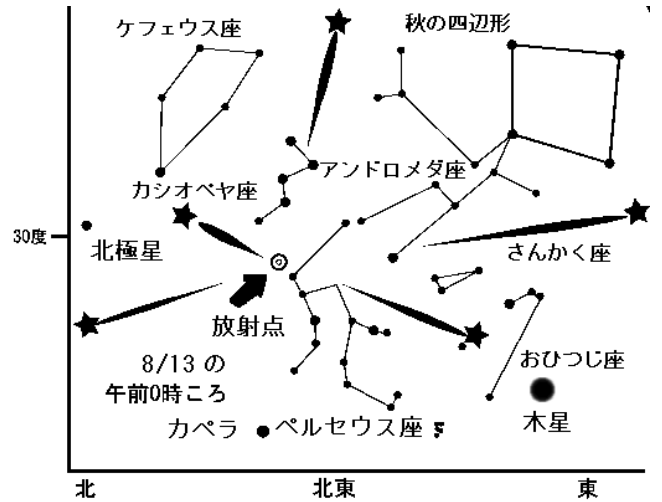 ケフェウス座
秋の四辺形
アンドロメダ座
カシオペヤ座
30度
北極星
さんかく座
放射点
8/13 の
午前0時ころ
おひつじ座
木星
カペラ
ペルセウス座
北
北東
東